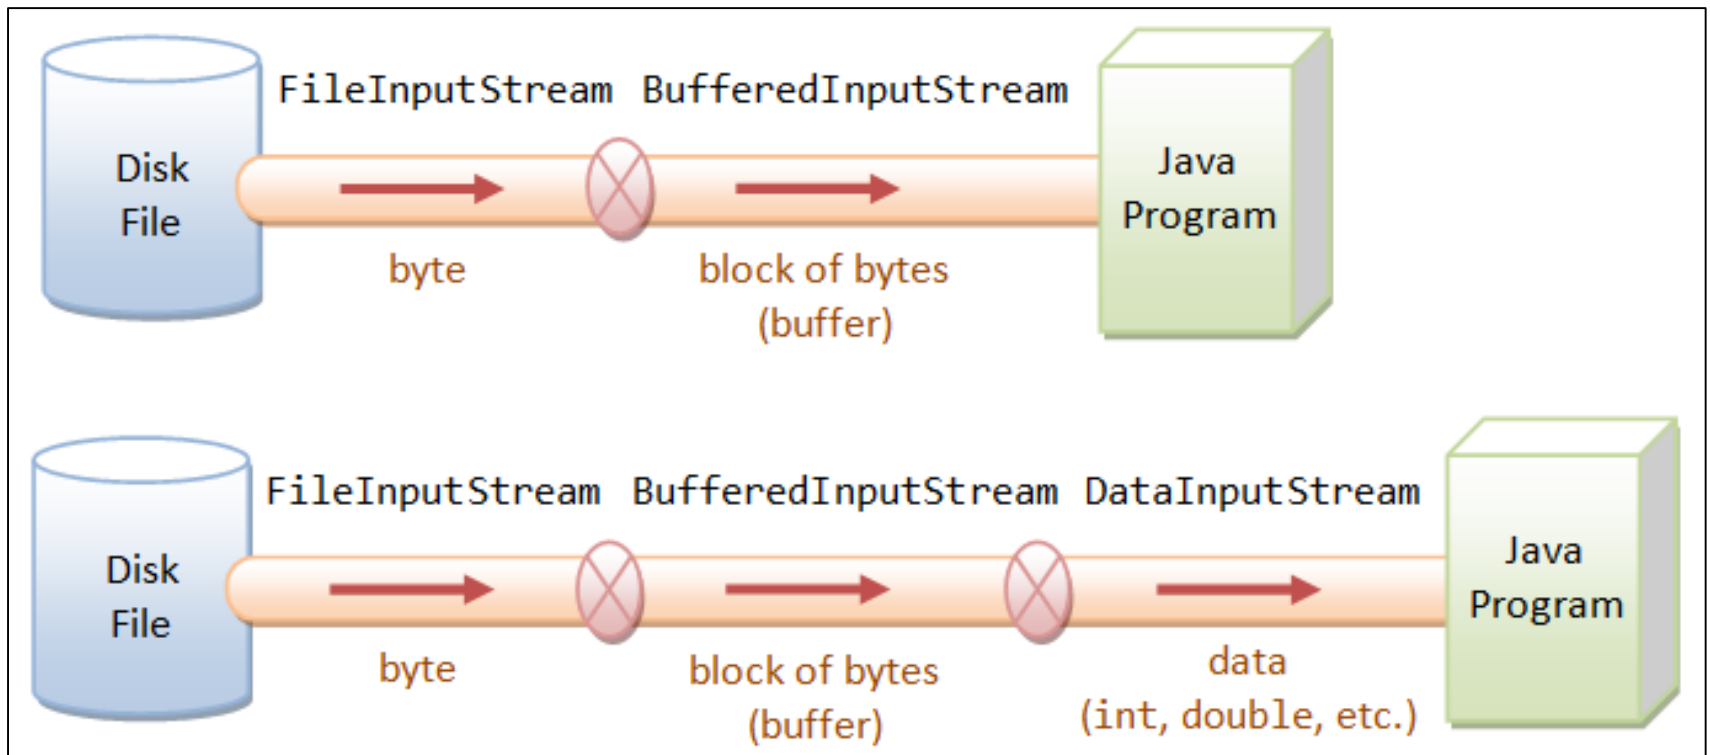 FileInputStream BufferedInputStream
Disk
File
Java
Program
byte
block of bytes
(buffer)
FileInputStream BufferedInputStream DataInputStream
Disk
File
Java
Program
byte
block of bytes
(buffer)
data
(int, double, etc.)